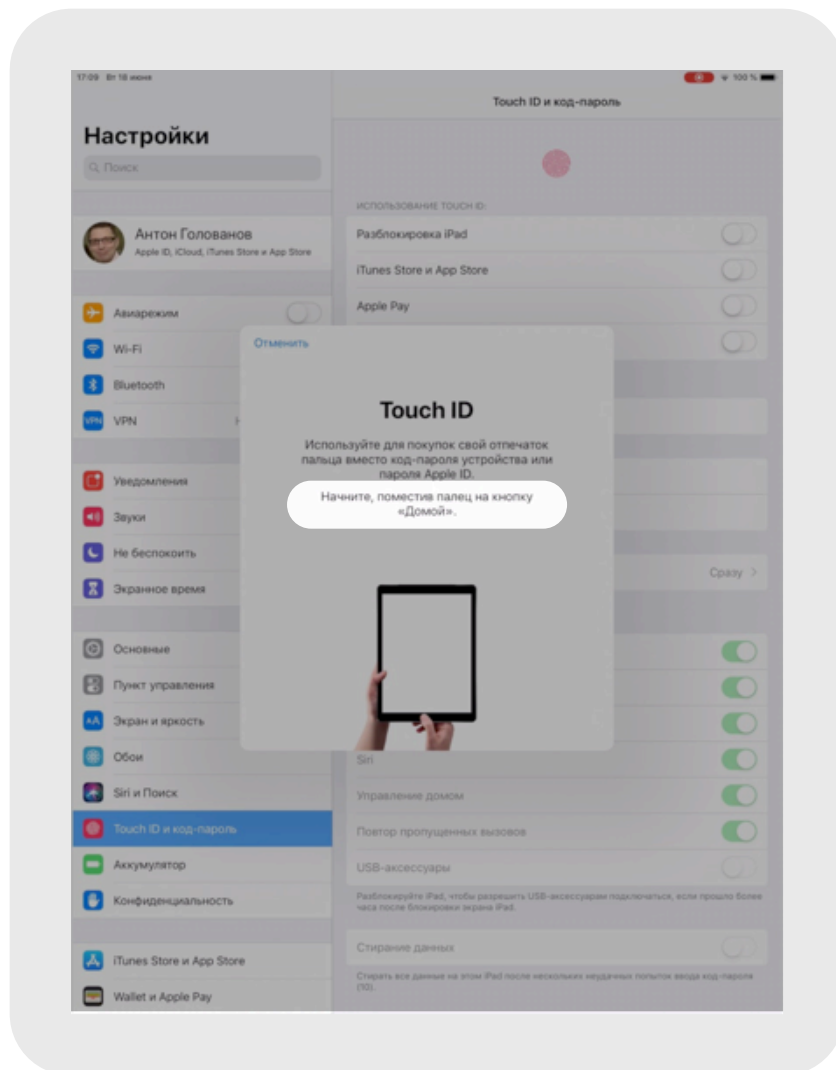 17:09 Вт 18 июня
100 %
Настройки
Поиск
Антон Голованов
Apple ID, iCloud, iTunes Store и App Store
Авиарежим
Wi-Fi
Bluetooth
VPN
VPN
Уведомления
Звуки
Не беспокоить
Экранное время
Основные
Пункт управления
AA
Экран и яркость
Обои
Siri и Поиск
Touch ID и код-пароль
Аккумулятор
Конфиденциальность
iTunes Store и App Store
Wallet и Apple Pay
Touch ID и код-пароль
ИСПОЛЬЗОВАНИЕ TOUCH ID:
Разблокировка iPad
iTunes Store и App Store
Apple Pay
Отменить
Touch ID
Используйте для покупок свой отпечаток
пальца вместо код-пароля устройства или
пароля Apple ID.
Начните, поместив палец на кнопку
«Домой».
Сразу
Siri
Управление домом
Повтор пропущенных вызовов
USB-аксессуары
Разблокируйте iPad, чтобы разрешить USB-аксессуарам подключаться, если прошло более
часа после блокировки экрана iPad.
Стирание данных
Стирать все данные на этом iPad после нескольких неудачных попыток ввода код-пароля
(10).